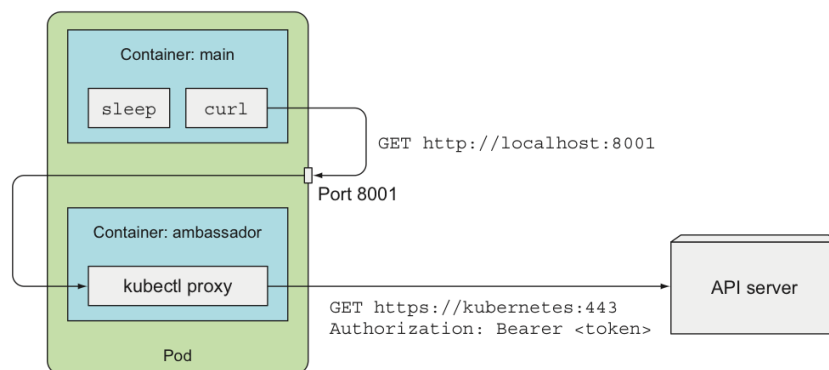 Container: main
sleep
curl
GET http://localhost:8001
Port 8001
Container: ambassador
kubectl proxy
API server
GET https://kubernetes:443
Authorization: Bearer <token>
Pod